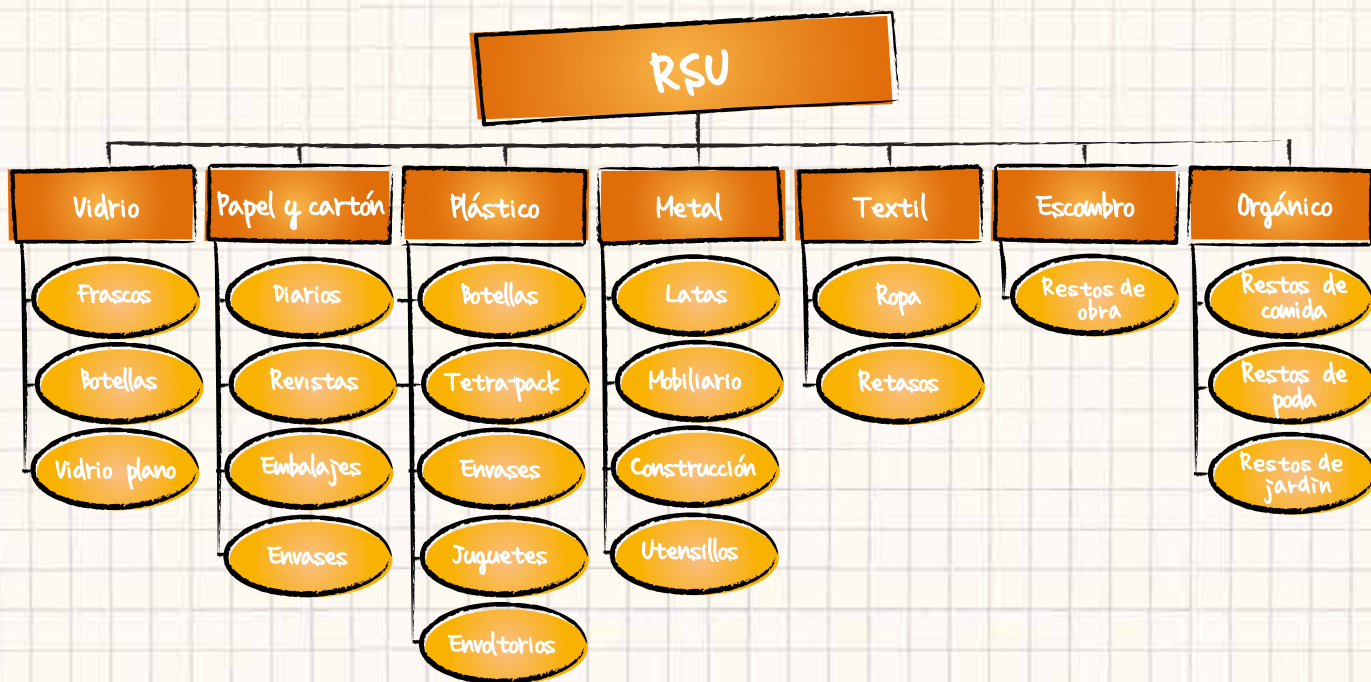 RSU
Vidrio
Frascos
Botellas
Vidrio plano
Papel y cartón
Diarios
Revistas
Embalajes
Envases
Plástico
Botellas
Tetra-pack
Envases
Juguetes
Envoltorios
Metal
Latas
Mobiliario
Construcción
Utensillos
Textil
Ropa
Retasos
Escombro
Restos de
obra
Orgánico
Restos de
comida
Restos de
poda
Restos de
jardin